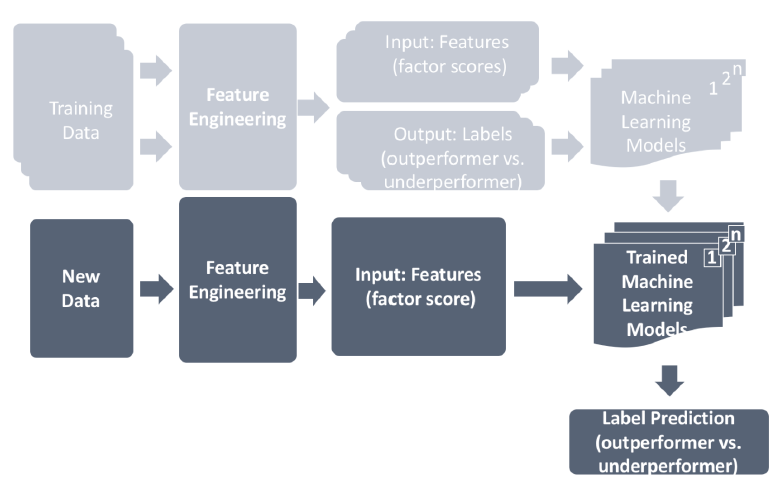 Training
Data
Feature
Engineering
Input: Features
(factor scores)
Output: Labels
(outperformer vs.
underperformer)
Machine
Learning
Models
1 2 n
New
Data
Feature
Engineering
Input: Features
(factor score)
Trained
Machine
Learning
Models
1 2 n
Label Prediction
(outperformer vs.
underperformer)